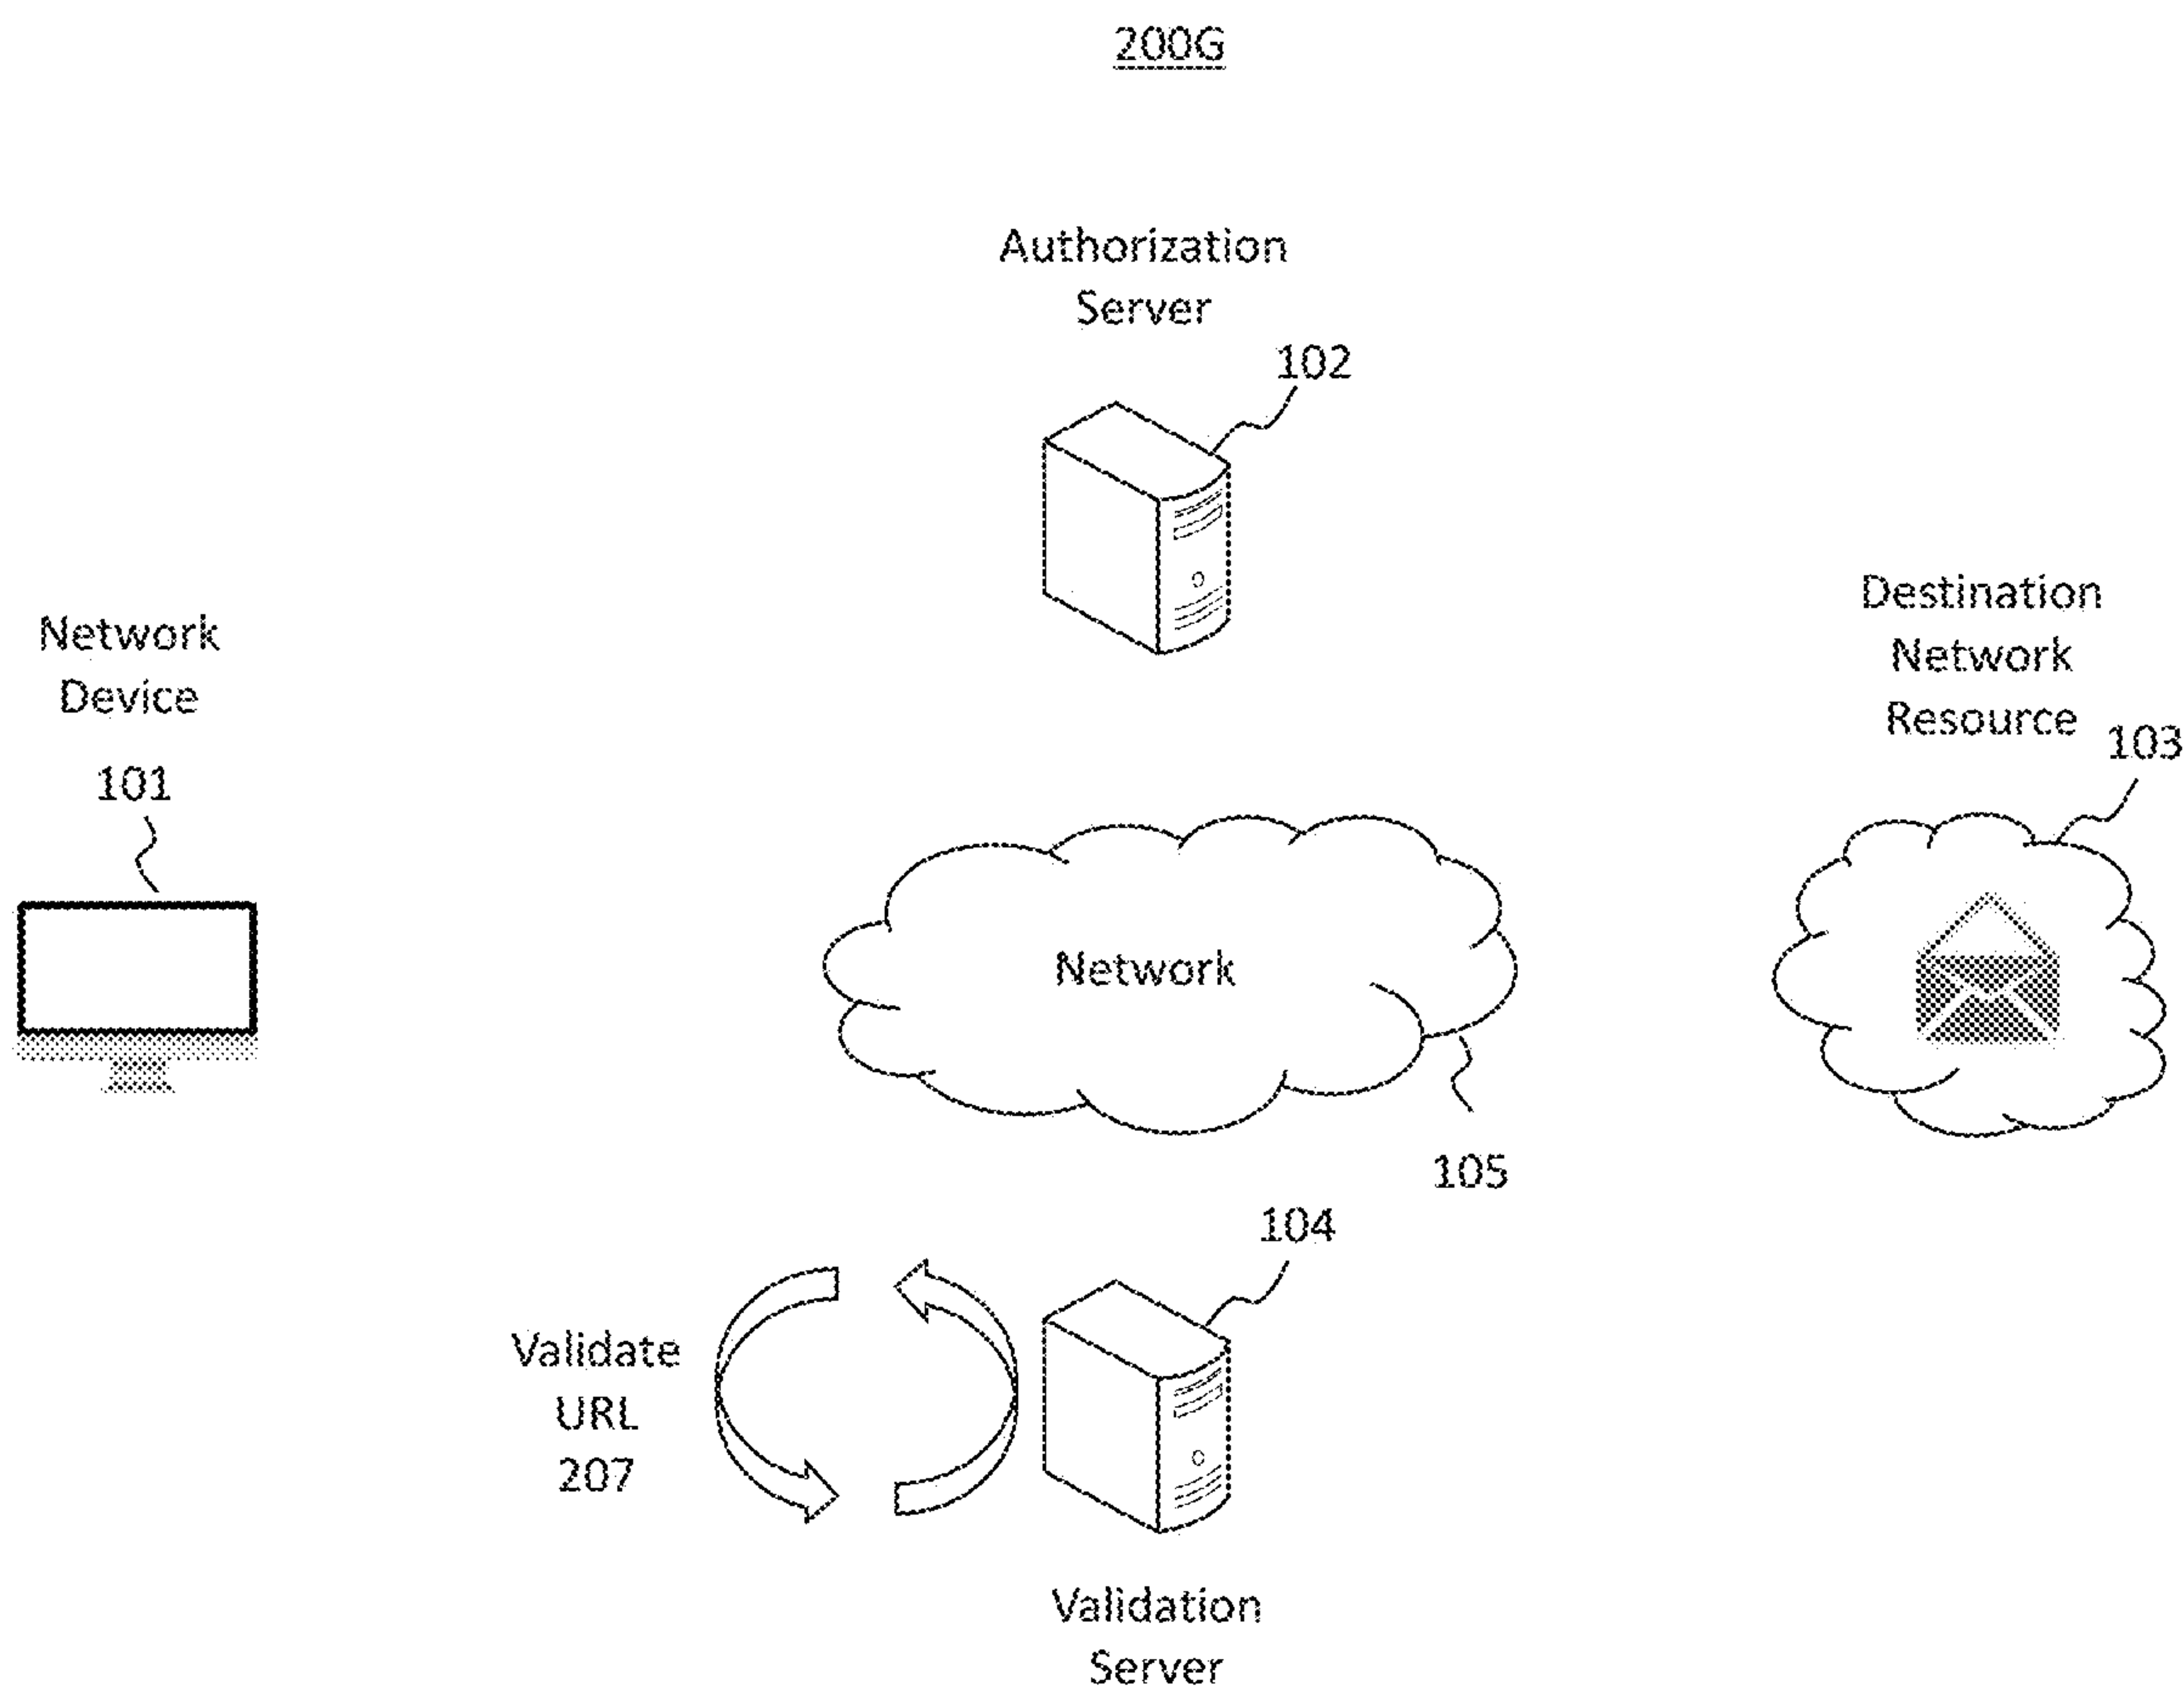 200G
Authorization
Server
102
Network
Device
101
Destination
Network
Resource
103
Network
105
104
Validate
URL
207
Validation
Server